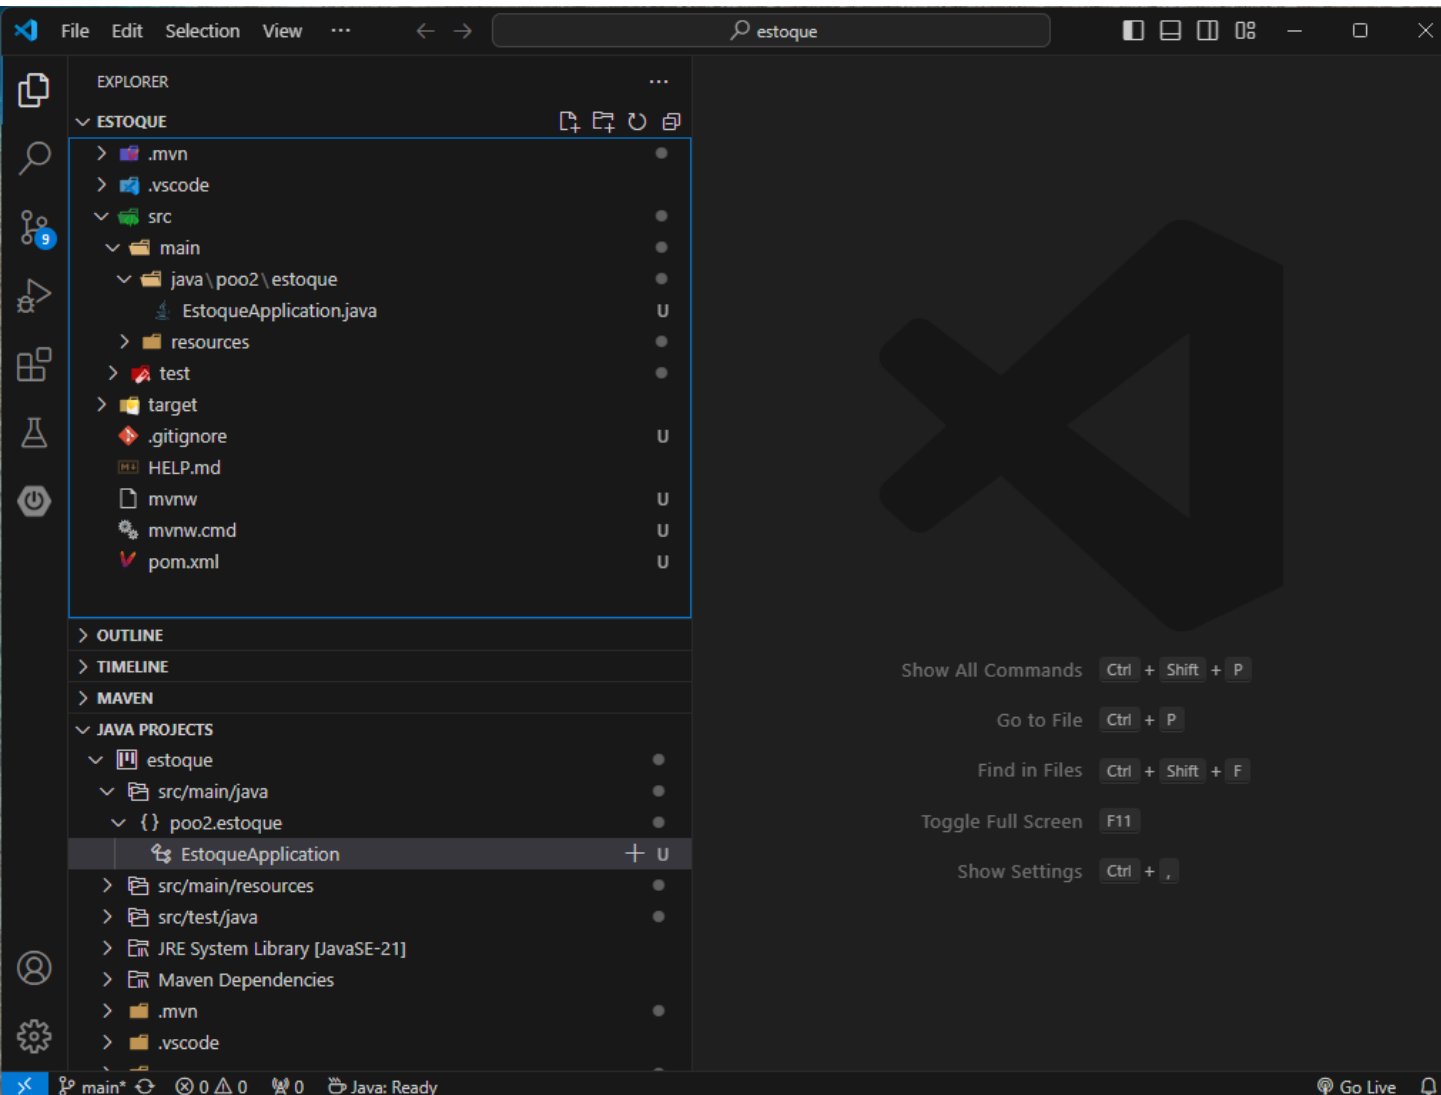 File Edit Selection View ··· estoque
EXPLORER ···
ESTOQUE
.mvn
.vscode
src
main
java\poo2\estoque
EstoqueApplication.java U
resources
test
target
.gitignore U
HELP.md
mvnw U
mvnw.cmd U
pom.xml U
OUTLINE
TIMELINE
MAVEN
JAVA PROJECTS
estoque
src/main/java
{} poo2.estoque
EstoqueApplication U
src/main/resources
src/test/java
JRE System Library [JavaSE-21]
Maven Dependencies
.mvn
.vscode
9
Show All Commands Ctrl + Shift + P
Go to File Ctrl + P
Find in Files Ctrl + Shift + F
Toggle Full Screen F11
Show Settings Ctrl + ,
main* 0 0 0 Java: Ready Go Live